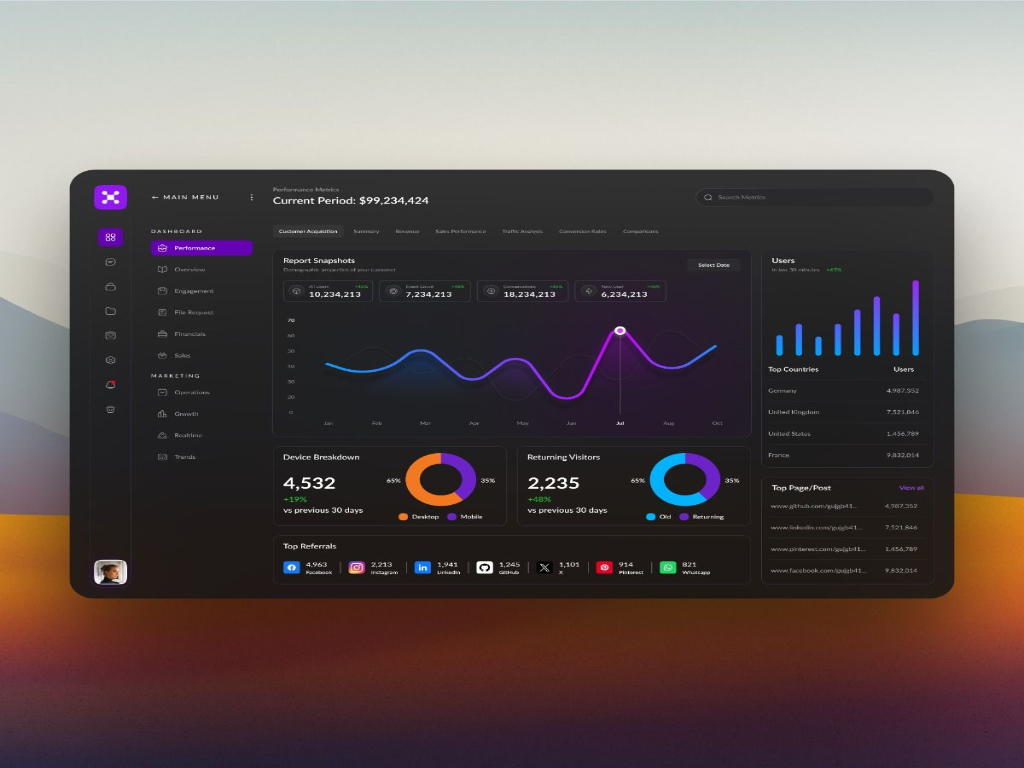 ← MAIN MENU
DASHBOARD
Performance
Overview
Engagement
File Request
Financials
Sales
MARKETING
Operations
Growth
Realtime
Trends
Performance Metrics
Current Period: $99,234,424
Search Metrics
Customer Acquisition Summary Revenue Sales Performance Traffic Analysis Conversion Rates Comparisons
Report Snapshots
Demographic properties of your customer
Select Date
All Users
10,234,213
Event Count
7,234,213
Conversations
18,234,213
New User
6,234,213
70
60
50
40
30
20
0
Jan Feb Mar Apr May Jun Jul Aug Oct
Users
In last 30 minutes +47%
Top Countries Users
Germany 4,987,352
United Kingdom 7,521,846
United States 1,456,789
France 9,832,014
Device Breakdown
4,532
+19%
vs previous 30 days
65% 35%
Desktop Mobile
Returning Visitors
2,235
+48%
vs previous 30 days
65% 35%
Old Returning
Top Page/Post View all
www.github.com/gujgb41... 4,987,352
www.linkedin.com/gujgb41... 7,521,846
www.pinterest.com/gujgb41... 1,456,789
www.facebook.com/gujgb41... 9,832,014
Top Referrals
4,963
Facebook
2,213
Instagram
1,941
LinkedIn
1,245
GitHub
1,101
X
914
Pinterest
821
Whatsapp